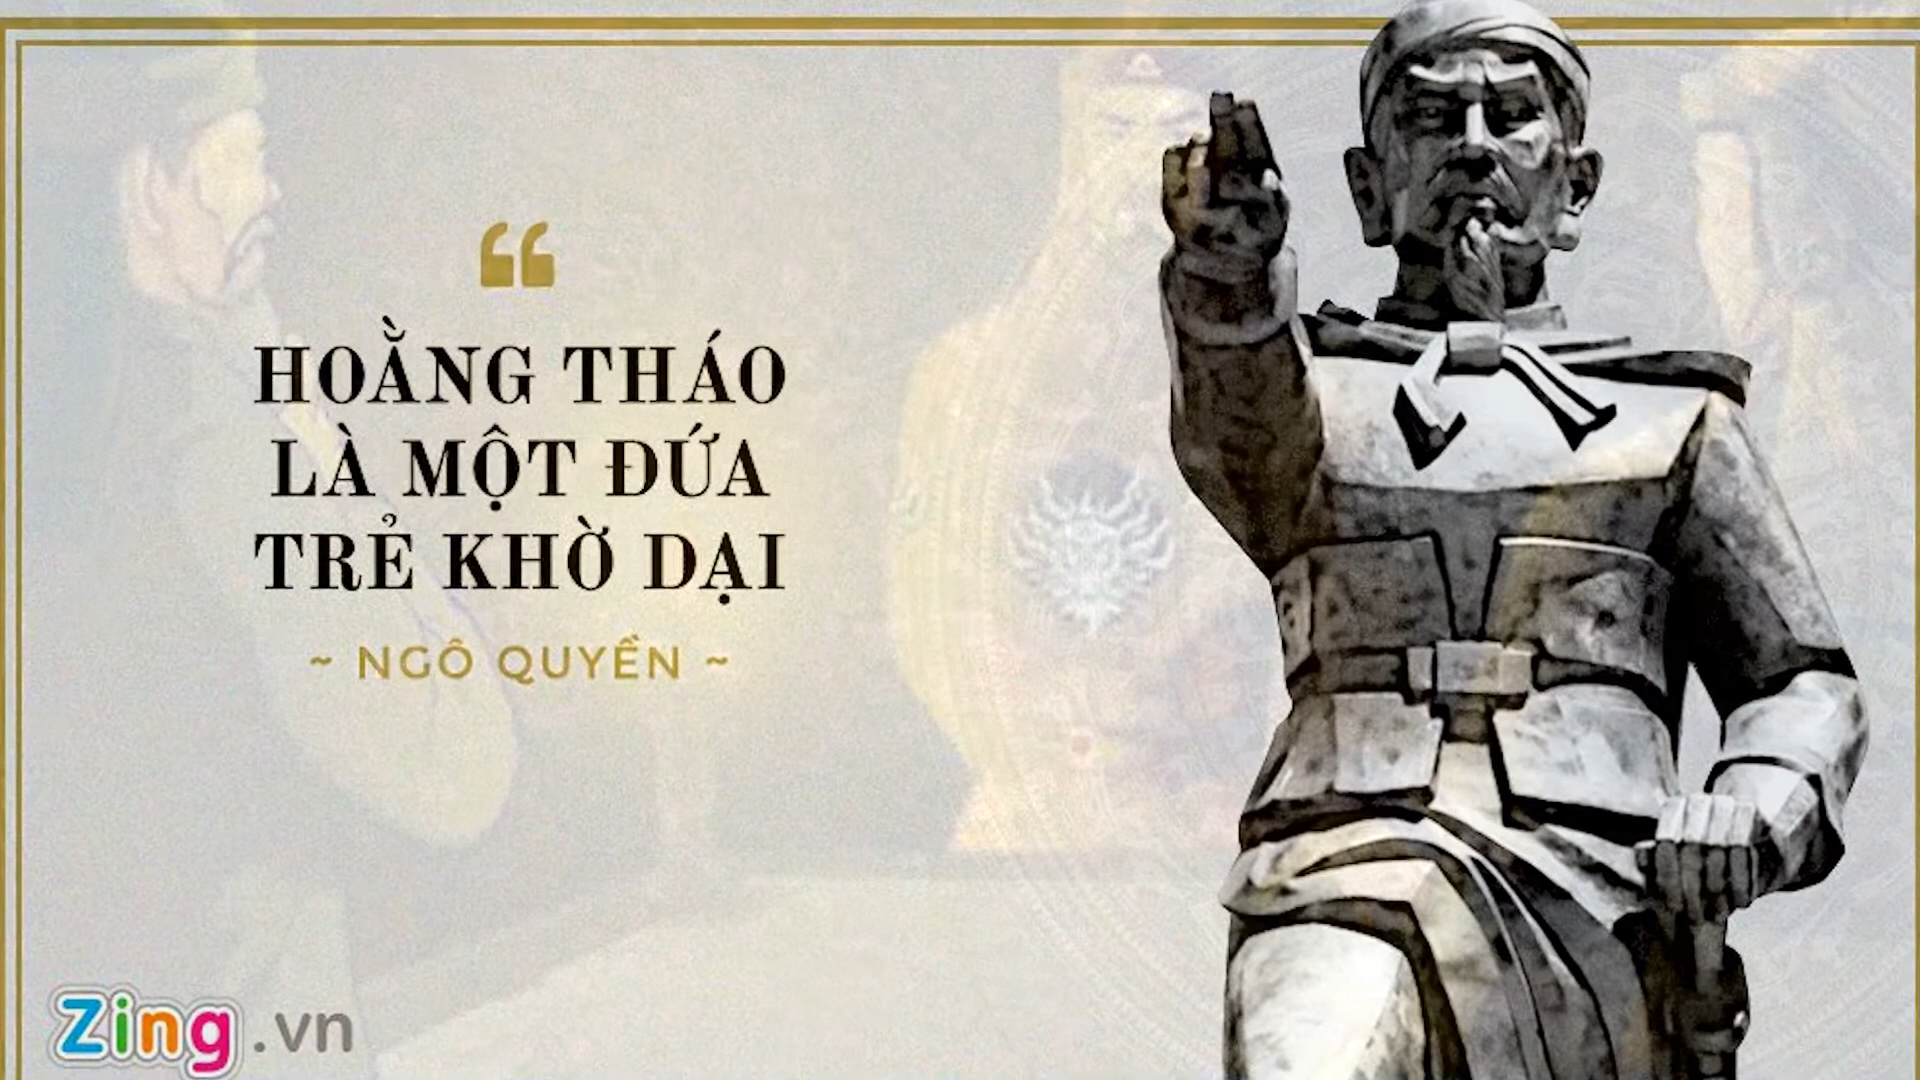 “
HOẰNG THÁO
LÀ MỘT ĐỨA
TRẺ KHỜ DẠI
~ NGÔ QUYỀN ~
Zing.vn